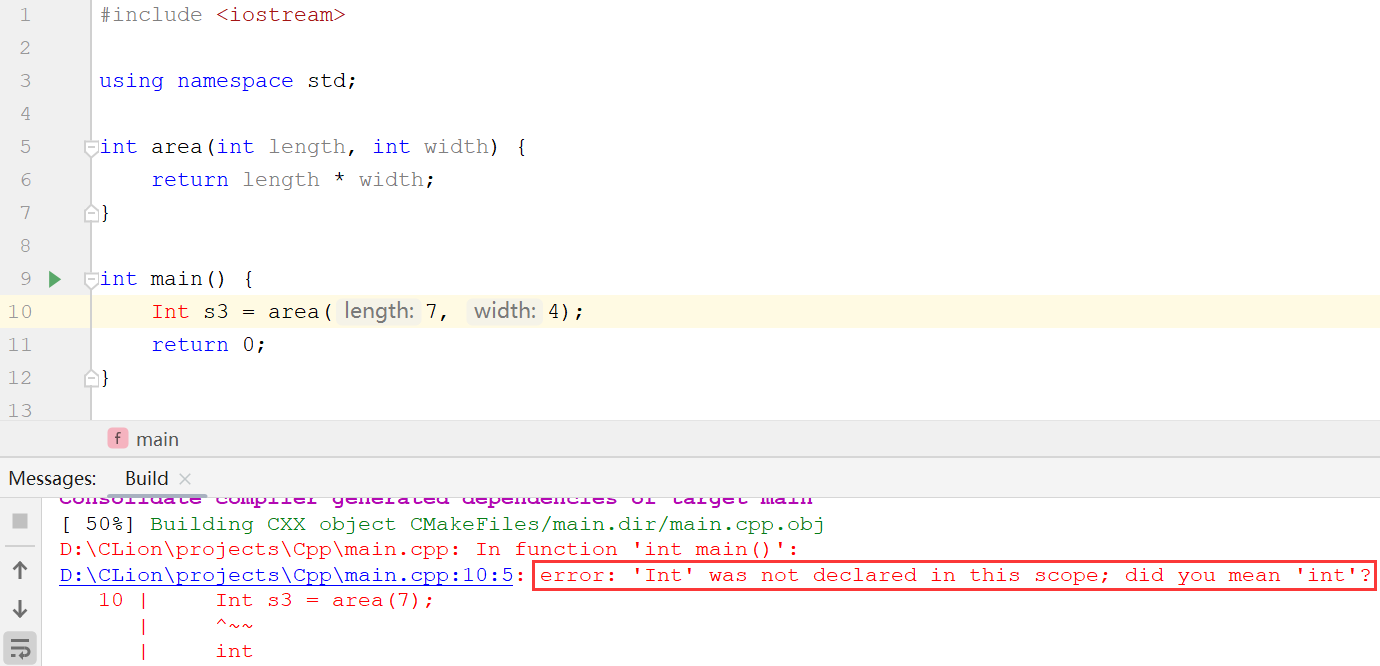 1 #include <iostream>
2
3 using namespace std;
4
5 int area(int length, int width) {
6 return length * width;
7 }
8
9 int main() {
10 Int s3 = area( length: 7, width: 4);
11 return 0;
12 }
13
f main
Messages: Build ×
Consolidate compiler generated dependencies of target main
[ 50%] Building CXX object CMakeFiles/main.dir/main.cpp.obj
D:\CLion\projects\Cpp\main.cpp: In function 'int main()':
D:\CLion\projects\Cpp\main.cpp:10:5: error: 'Int' was not declared in this scope; did you mean 'int'?
10 | Int s3 = area(7);
| ^~~
| int